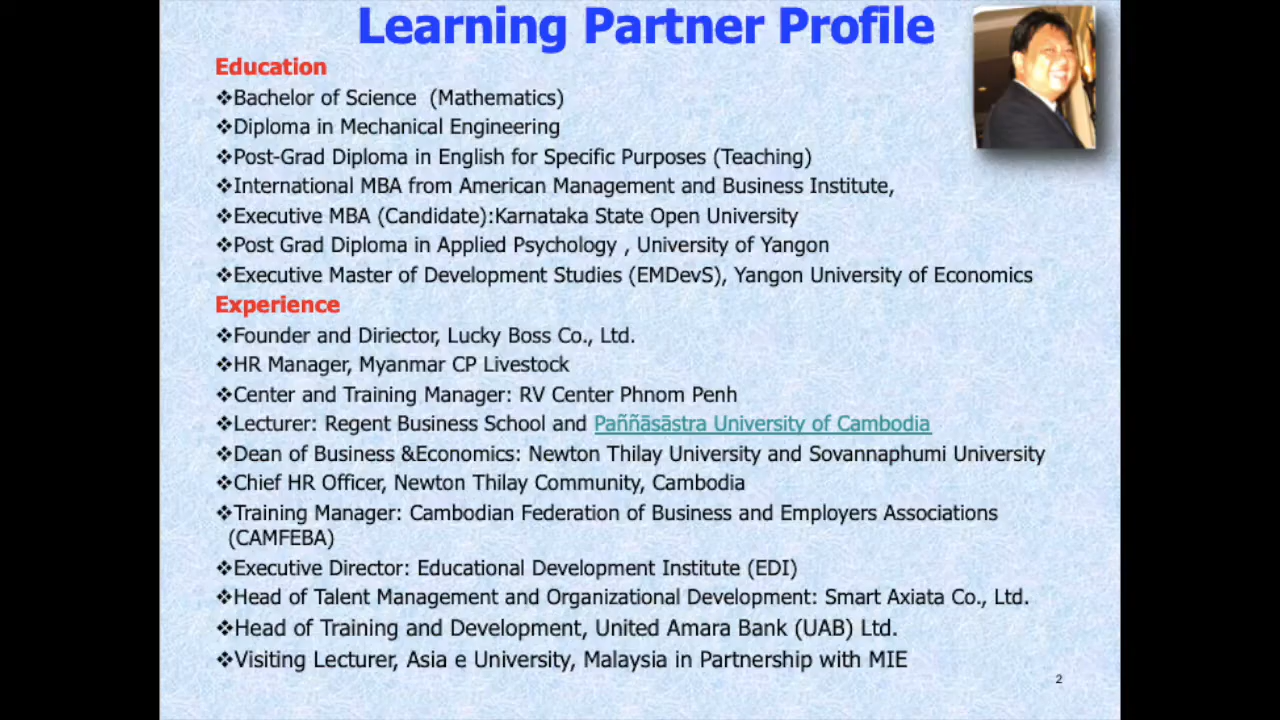 Learning Partner Profile
Education
❖Bachelor of Science (Mathematics)
❖Diploma in Mechanical Engineering
❖Post-Grad Diploma in English for Specific Purposes (Teaching)
❖International MBA from American Management and Business Institute,
❖Executive MBA (Candidate):Karnataka State Open University
❖Post Grad Diploma in Applied Psychology , University of Yangon
❖Executive Master of Development Studies (EMDevS), Yangon University of Economics
Experience
❖Founder and Diriector, Lucky Boss Co., Ltd.
❖HR Manager, Myanmar CP Livestock
❖Center and Training Manager: RV Center Phnom Penh
❖Lecturer: Regent Business School and Paññāsāstra University of Cambodia
❖Dean of Business &Economics: Newton Thilay University and Sovannaphumi University
❖Chief HR Officer, Newton Thilay Community, Cambodia
❖Training Manager: Cambodian Federation of Business and Employers Associations
(CAMFEBA)
❖Executive Director: Educational Development Institute (EDI)
❖Head of Talent Management and Organizational Development: Smart Axiata Co., Ltd.
❖Head of Training and Development, United Amara Bank (UAB) Ltd.
❖Visiting Lecturer, Asia e University, Malaysia in Partnership with MIE
2